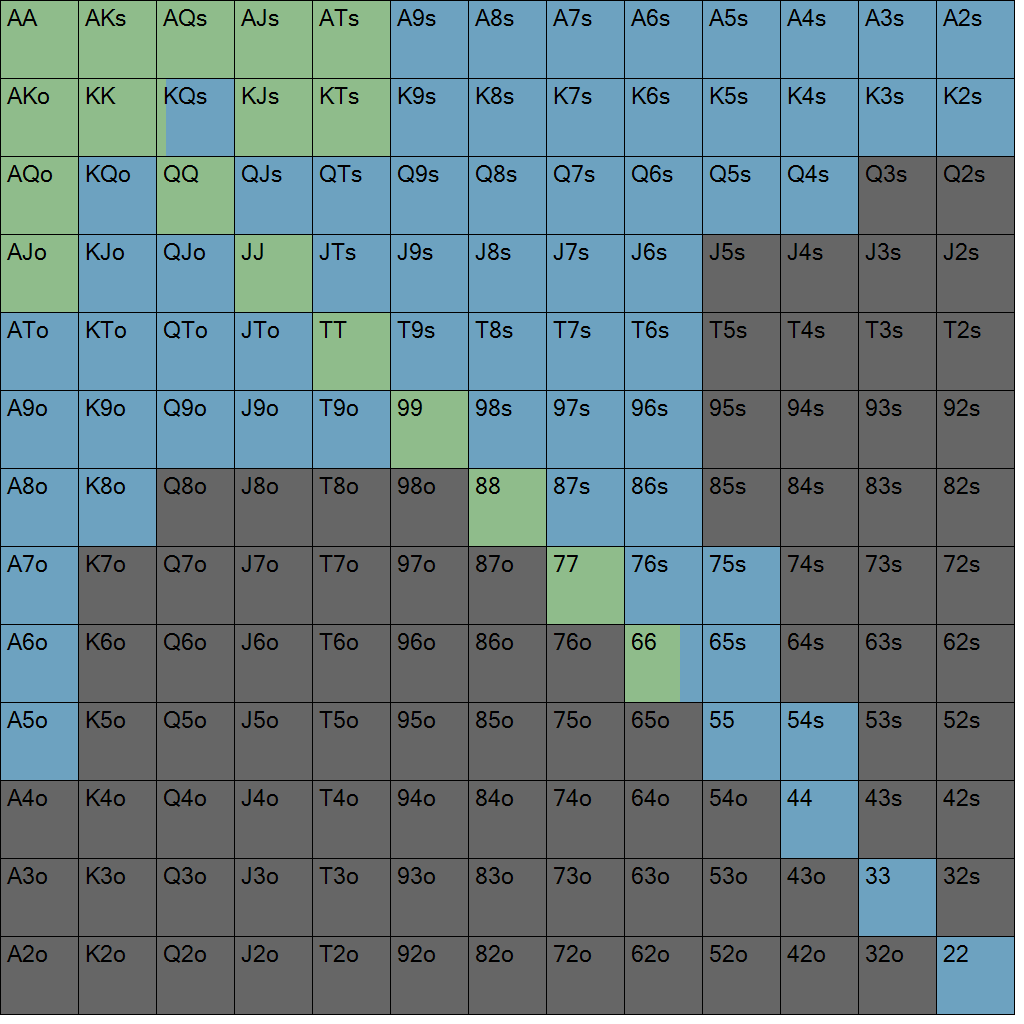 AA AKs AQs AJs ATs A9s A8s A7s A6s A5s A4s A3s A2s
AKo KK KQs KJs KTs K9s K8s K7s K6s K5s K4s K3s K2s
AQo KQo QQ QJs QTs Q9s Q8s Q7s Q6s Q5s Q4s Q3s Q2s
AJo KJo QJo JJ JTs J9s J8s J7s J6s J5s J4s J3s J2s
ATo KTo QTo JTo TT T9s T8s T7s T6s T5s T4s T3s T2s
A9o K9o Q9o J9o T9o 99 98s 97s 96s 95s 94s 93s 92s
A8o K8o Q8o J8o T8o 98o 88 87s 86s 85s 84s 83s 82s
A7o K7o Q7o J7o T7o 97o 87o 77 76s 75s 74s 73s 72s
A6o K6o Q6o J6o T6o 96o 86o 76o 66 65s 64s 63s 62s
A5o K5o Q5o J5o T5o 95o 85o 75o 65o 55 54s 53s 52s
A4o K4o Q4o J4o T4o 94o 84o 74o 64o 54o 44 43s 42s
A3o K3o Q3o J3o T3o 93o 83o 73o 63o 53o 43o 33 32s
A2o K2o Q2o J2o T2o 92o 82o 72o 62o 52o 42o 32o 22